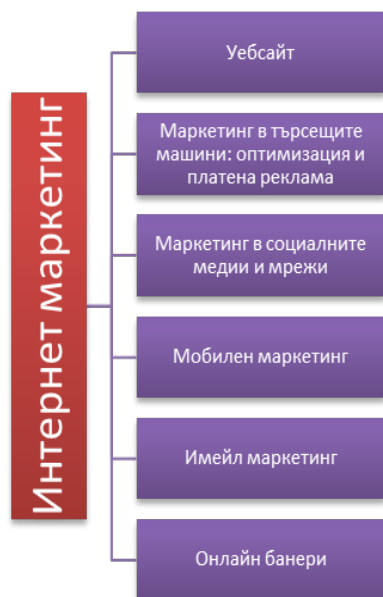 Интернет маркетинг
Уебсайт
Маркетинг в търсещите
машини: оптимизация и
платена реклама
Маркетинг в социалните
медии и мрежи
Мобилен маркетинг
Имейл маркетинг
Онлайн банери